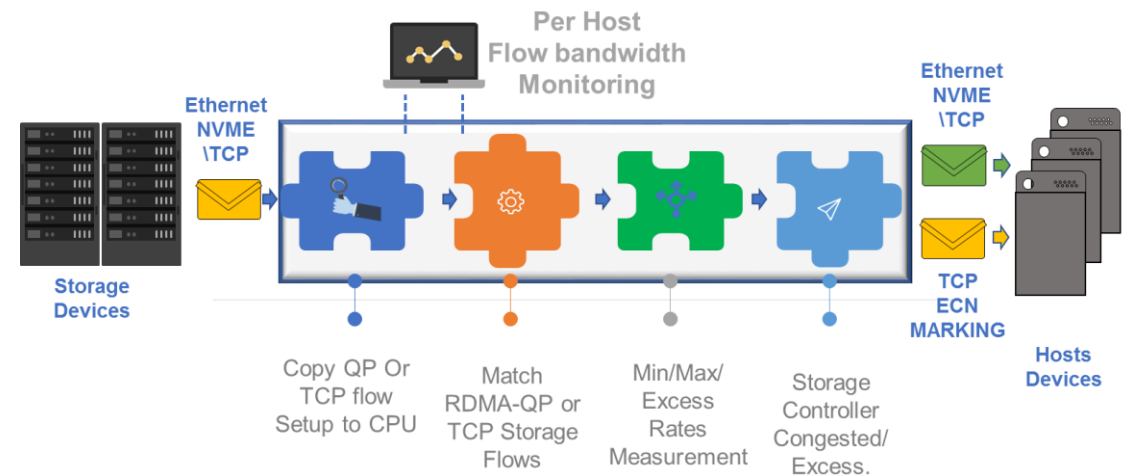 Per Host
Flow bandwidth
Monitoring
Ethernet
NVME
\TCP
Storage
Devices
Ethernet
NVME
\TCP
TCP
ECN
MARKING
Hosts
Devices
Copy QP Or
TCP flow
Setup to CPU
Match
RDMA-QP or
TCP Storage
Flows
Min/Max/
Excess
Rates
Measurement
Storage
Controller
Congested/
Excess.